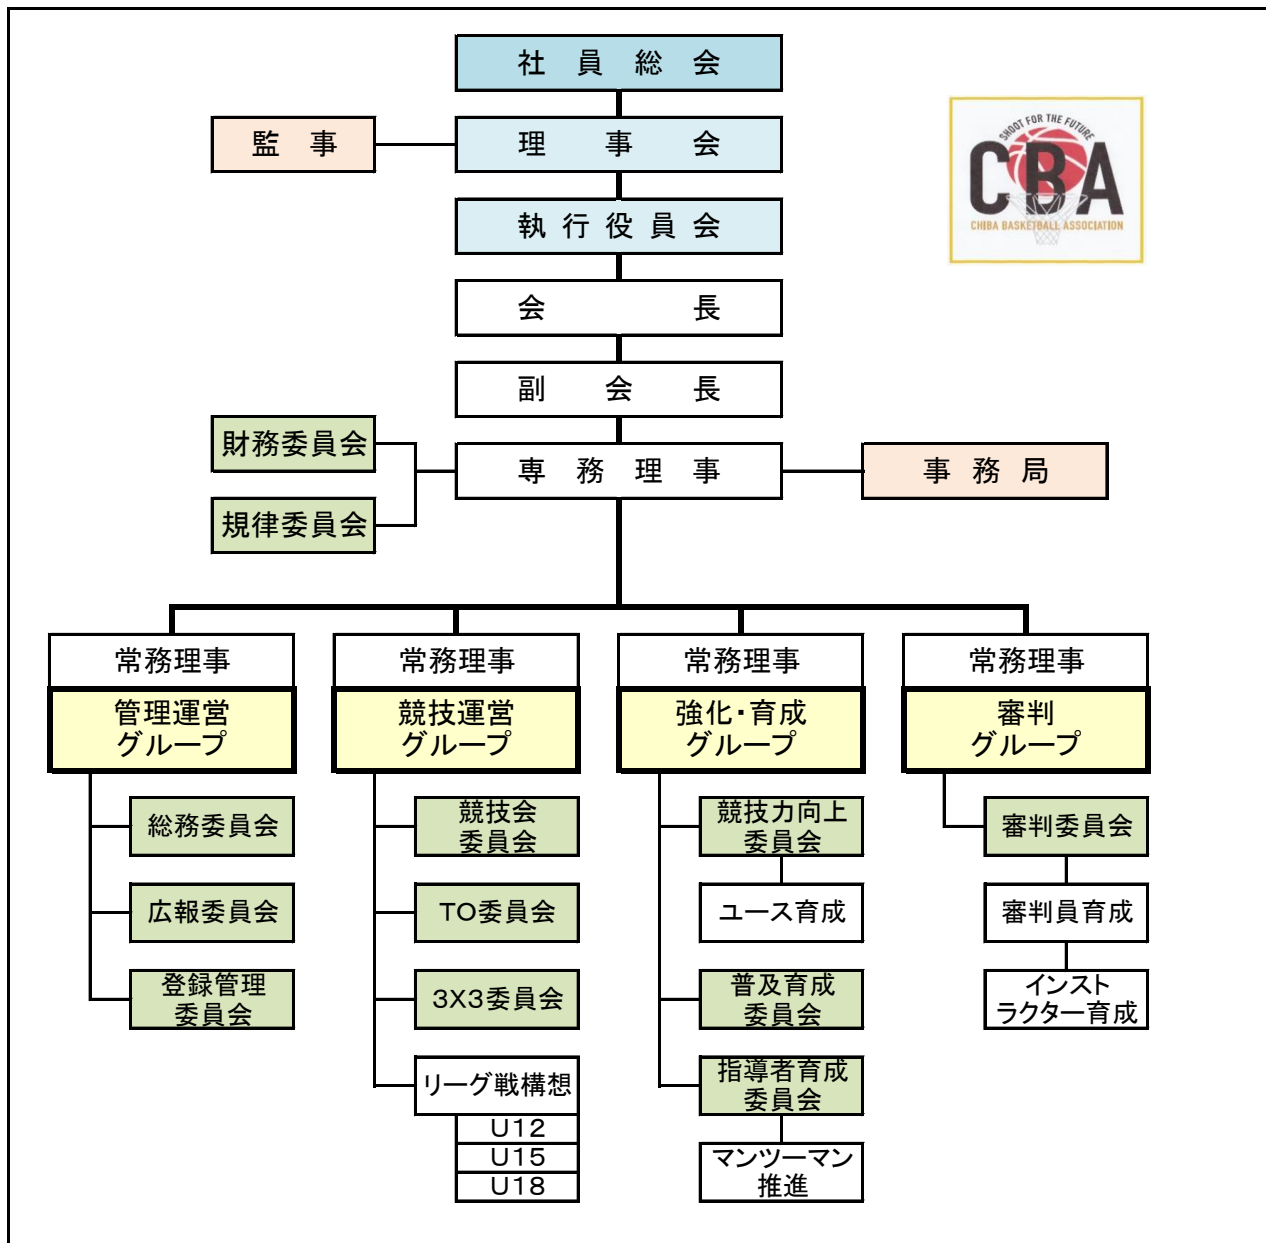 社員総会
SHOOT FOR THE FUTURE
CBA
CHIBA BASKETBALL ASSOCIATION
監事
理事会
執行役員会
会長
副会長
財務委員会
専務理事
事務局
規律委員会
常務理事
管理運営
グループ
総務委員会
広報委員会
登録管理
委員会
常務理事
競技運営
グループ
競技会
委員会
TO委員会
3X3委員会
リーグ戦構想
U12
U15
U18
常務理事
強化・育成
グループ
競技力向上
委員会
ユース育成
普及育成
委員会
指導者育成
委員会
マンツーマン
推進
常務理事
審判
グループ
審判委員会
審判員育成
インスト
ラクター育成